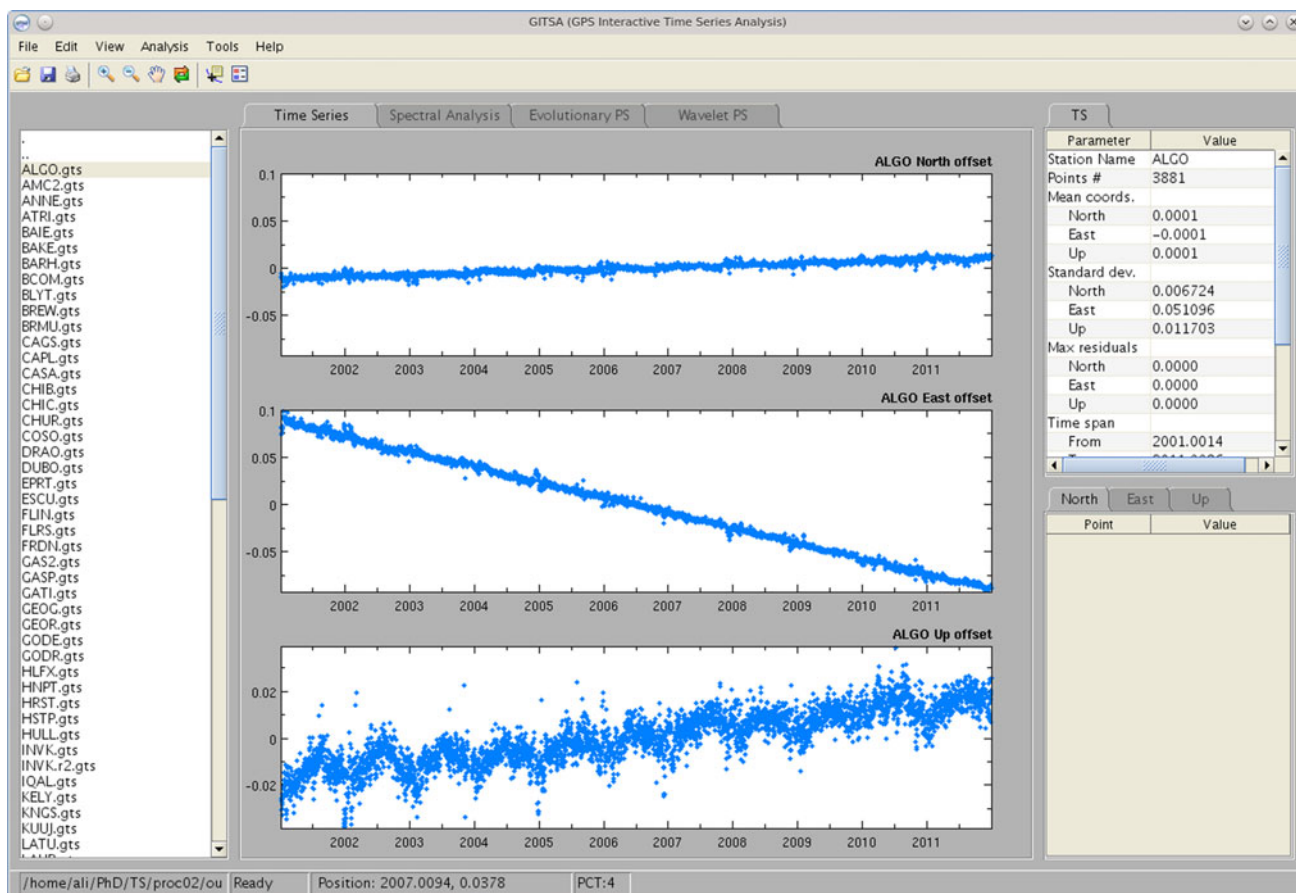 GITSA (GPS Interactive Time Series Analysis)
File Edit View Analysis Tools Help
.
..
ALGO.gts
AMC2.gts
ANNE.gts
ATRI.gts
BAIE.gts
BAKE.gts
BARH.gts
BCOM.gts
BLYT.gts
BREW.gts
BRMU.gts
CAGS.gts
CAPL.gts
CASA.gts
CHIB.gts
CHIC.gts
CHUR.gts
COSO.gts
DRAO.gts
DUBO.gts
EPRT.gts
ESCU.gts
FLIN.gts
FLRS.gts
FRDN.gts
GAS2.gts
GASP.gts
GATI.gts
GEOG.gts
GEOR.gts
GODE.gts
GODR.gts
HLFX.gts
HNPT.gts
HRST.gts
HSTP.gts
HULL.gts
INVK.gts
INVK.r2.gts
IQAL.gts
KELY.gts
KNGS.gts
KUUJ.gts
LATU.gts
Time Series Spectral Analysis Evolutionary PS Wavelet PS
ALGO North offset
0.1
0.05
0
-0.05
2002 2003 2004 2005 2006 2007 2008 2009 2010 2011
ALGO East offset
0.1
0.05
0
-0.05
2002 2003 2004 2005 2006 2007 2008 2009 2010 2011
ALGO Up offset
0.02
0
-0.02
2002 2003 2004 2005 2006 2007 2008 2009 2010 2011
TS
Parameter Value
Station Name ALGO
Points # 3881
Mean coords.
North 0.0001
East -0.0001
Up 0.0001
Standard dev.
North 0.006724
East 0.051096
Up 0.011703
Max residuals
North 0.0000
East 0.0000
Up 0.0000
Time span
From 2001.0014
North East Up
Point Value
/home/ali/PhD/TS/proc02/ou Ready Position: 2007.0094, 0.0378 PCT:4